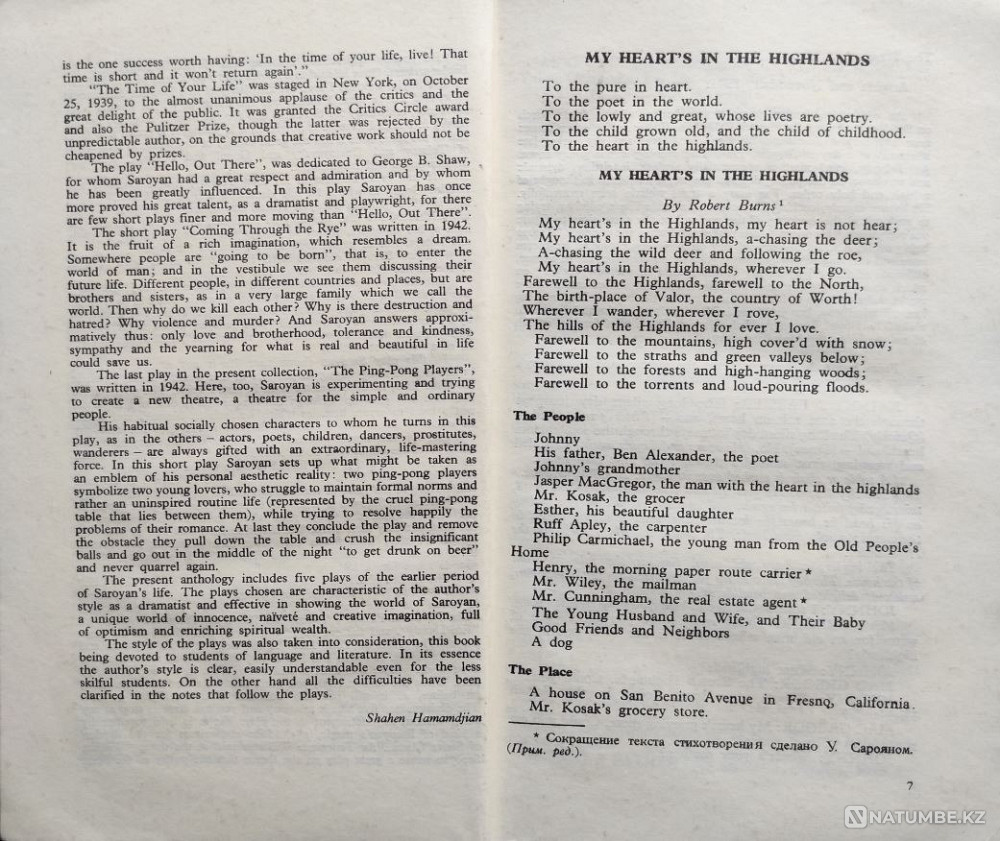 is the one success worth having: 'In the time of your life, live! That
time is short and it won't return again'."
"The Time of Your Life" was staged in New York, on October
25, 1939, to the almost unanimous applause of the critics and the
great delight of the public. It was granted the Critics Circle award
and also the Pulitzer Prize, though the latter was rejected by the
unpredictable author, on the grounds that creative work should not be
cheapened by prizes.
The play "Hello, Out There", was dedicated to George B. Shaw,
for whom Saroyan had a great respect and admiration and by whom
he has been greatly influenced. In this play Saroyan has once
more proved his great talent, as a dramatist and playwright, for there
are few short plays finer and more moving than "Hello, Out There".
The short play "Coming Through the Rye" was written in 1942.
It is the fruit of a rich imagination, which resembles a dream.
Somewhere people are "going to be born", that is, to enter the
world of man; and in the vestibule we see them discussing their
future life. Different people, in different countries and places, but are
brothers and sisters, as in a very large family which we call the
world. Then why do we kill each other? Why is there destruction and
hatred? Why violence and murder? And Saroyan answers approxi-
matively thus: only love and brotherhood, tolerance and kindness,
sympathy and the yearning for what is real and beautiful in life
could save us.
The last play in the present collection, "The Ping-Pong Players",
was written in 1942. Here, too, Saroyan is experimenting and trying
to create a new theatre, a theatre for the simple and ordinary
people.
His habitual socially chosen characters to whom he turns in this
play, as in the others – actors, poets, children, dancers, prostitutes,
wanderers – are always gifted with an extraordinary, life-mastering
force. In this short play Saroyan sets up what might be taken as
an emblem of his personal aesthetic reality: two ping-pong players
symbolize two young lovers, who struggle to maintain formal norms and
rather an uninspired routine life (represented by the cruel ping-pong
table that lies between them), while trying to resolve happily the
problems of their romance. At last they conclude the play and remove
the obstacle they pull down the table and crush the insignificant
balls and go out in the middle of the night "to get drunk on beer"
and never quarrel again.
The present anthology includes five plays of the earlier period
of Saroyan's life. The plays chosen are characteristic of the author's
style as a dramatist and effective in showing the world of Saroyan,
a unique world of innocence, naïveté and creative imagination, full
of optimism and enriching spiritual wealth.
The style of the plays was also taken into consideration, this book
being devoted to students of language and literature. In its essence
the author's style is clear, easily understandable even for the less
skilful students. On the other hand all the difficulties have been
clarified in the notes that follow the plays.
Shahen Hamamdjian
MY HEART'S IN THE HIGHLANDS
To the pure in heart.
To the poet in the world.
To the lowly and great, whose lives are poetry.
To the child grown old, and the child of childhood.
To the heart in the highlands.
MY HEART'S IN THE HIGHLANDS
By Robert Burns ¹
My heart's in the Highlands, my heart is not hear;
My heart's in the Highlands, a-chasing the deer;
A-chasing the wild deer and following the roe,
My heart's in the Highlands, wherever I go.
Farewell to the Highlands, farewell to the North,
The birth-place of Valor, the country of Worth!
Wherever I wander, wherever I rove,
The hills of the Highlands for ever I love.
Farewell to the mountains, high cover'd with snow;
Farewell to the straths and green valleys below;
Farewell to the forests and high-hanging woods;
Farewell to the torrents and loud-pouring floods.
The People
Johnny
His father, Ben Alexander, the poet
Johnny's grandmother
Jasper MacGregor, the man with the heart in the highlands
Mr. Kosak, the grocer
Esther, his beautiful daughter
Ruff Apley, the carpenter
Philip Carmichael, the young man from the Old People's
Home
Henry, the morning paper route carrier *
Mr. Wiley, the mailman
Mr. Cunningham, the real estate agent *
The Young Husband and Wife, and Their Baby
Good Friends and Neighbors
A dog
The Place
A house on San Benito Avenue in Fresno, California.
Mr. Kosak's grocery store.
* Сокращение текста стихотворения сделано У. Сарояном.
(Прим. ред.).
7
NATUMBE.KZ